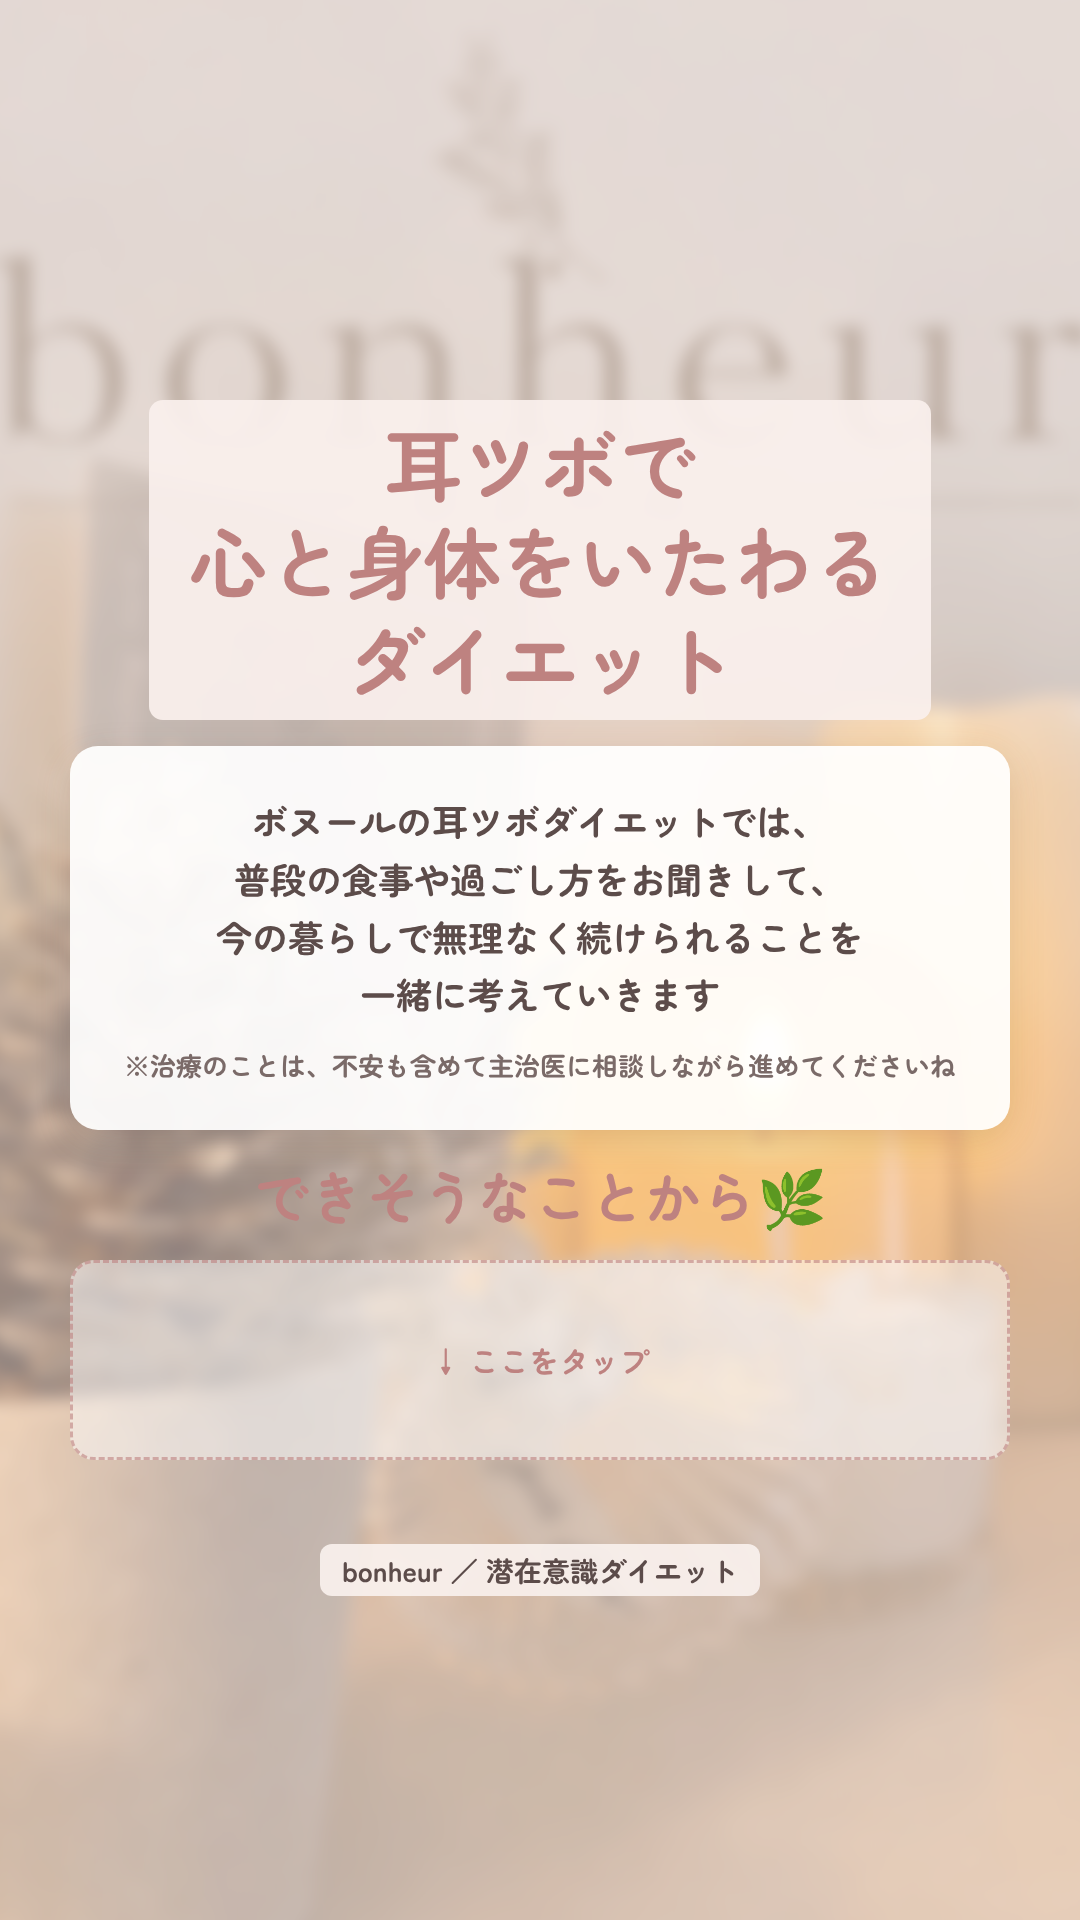 bonheur
耳ツボで
心と身体をいたわる
ダイエット
ボヌールの耳ツボダイエットでは、
普段の食事や過ごし方をお聞きして、
今の暮らしで無理なく続けられることを
一緒に考えていきます
※治療のことは、不安も含めて主治医に相談しながら進めてくださいね
できそうなことから🌿
↓ ここをタップ
bonheur ／ 潜在意識ダイエット